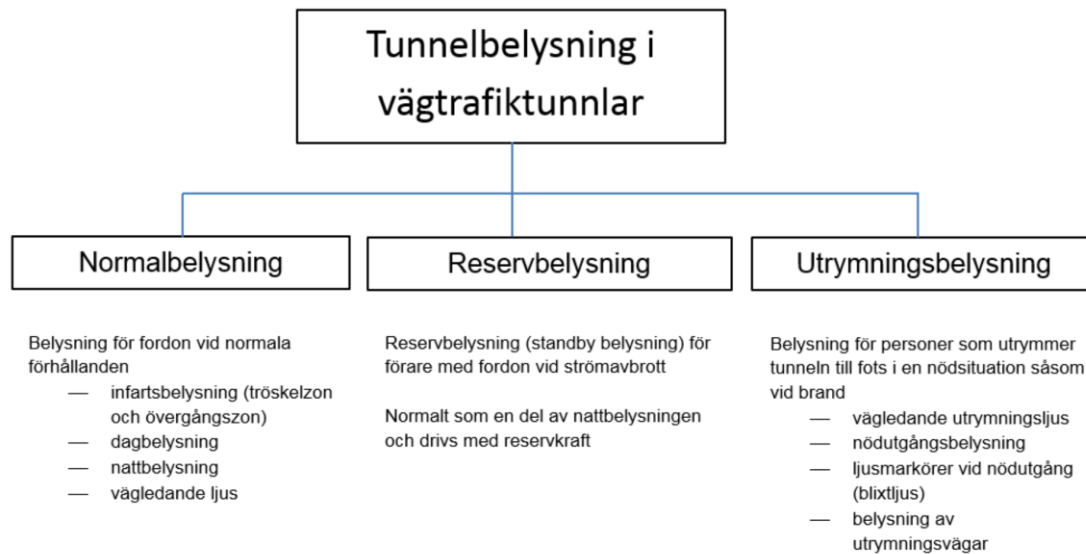 Tunnelbelysning i
vägtrafiktunnlar
Normalbelysning
Belysning för fordon vid normala
förhållanden
— infartsbelysning (tröskelzon
och övergångszon)
— dagbelysning
— nattbelysning
— vägledande ljus
Reservbelysning
Reservbelysning (standby belysning) för
förare med fordon vid strömavbrott
Normalt som en del av nattbelysningen
och drivs med reservkraft
Utrymningsbelysning
Belysning för personer som utrymmer
tunneln till fots i en nödsituation såsom
vid brand
— vägledande utrymningsljus
— nödutgångsbelysning
— ljusmarkörer vid nödutgång
(blixtljus)
— belysning av
utrymningsvägar